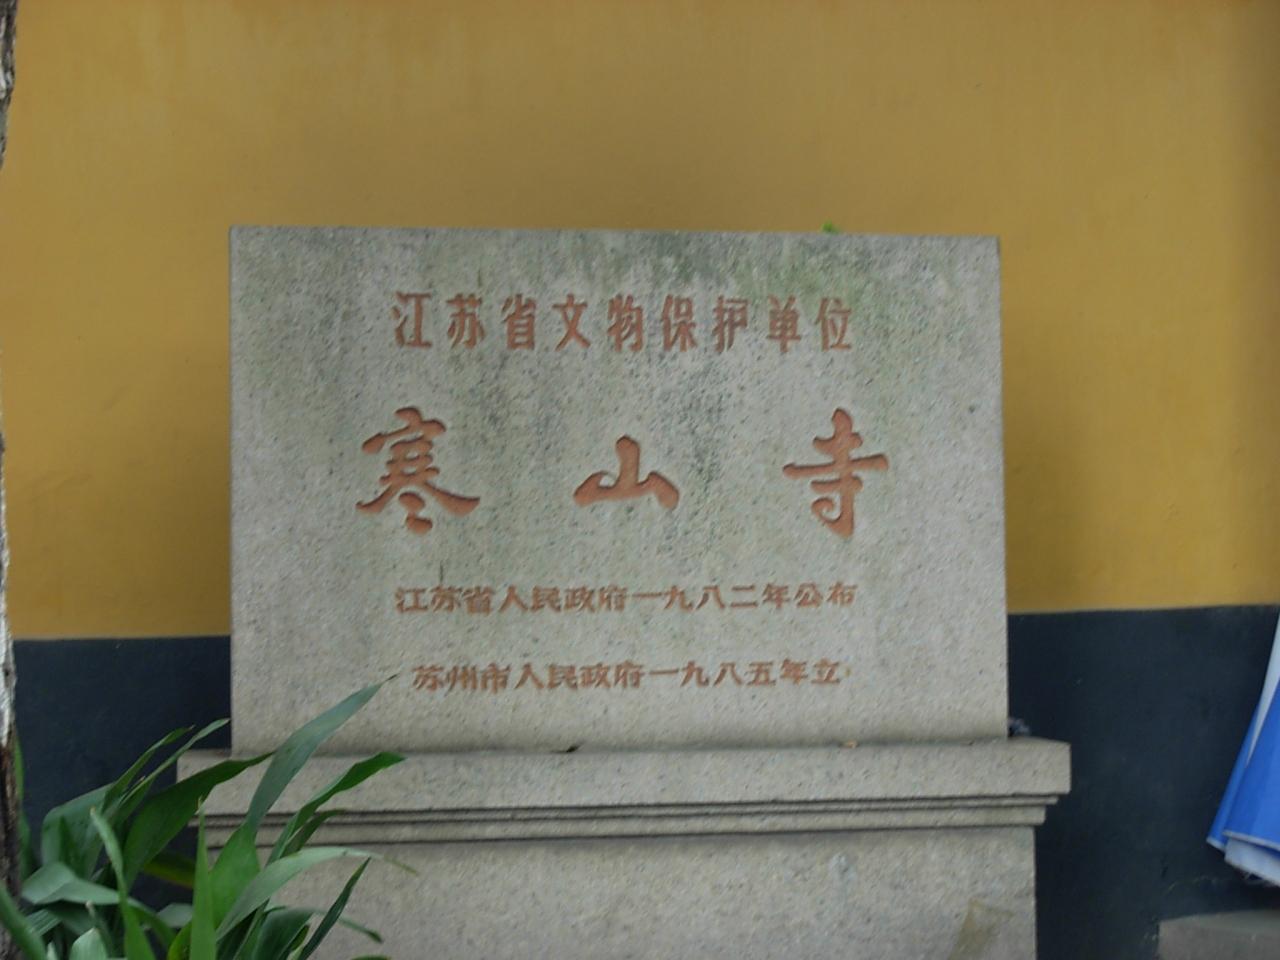 江苏省文物保护单位
寒山寺
江苏省人民政府一九八二年公布
苏州市人民政府一九八五年立